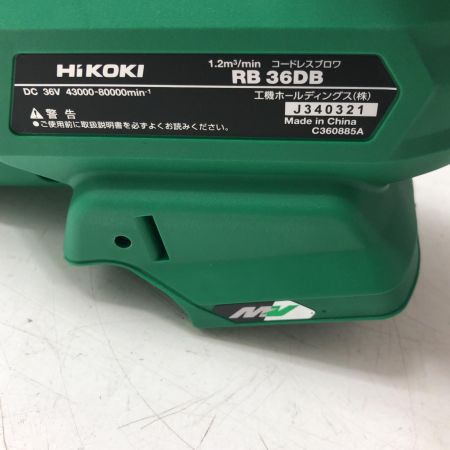 HiKOKI
1.2m³/min コードレスブロワ
RB 36DB
DC 36V 43000-80000min⁻¹
工機ホールディングス(株)
⚠警告
●ご使用前に取扱説明書を必ずよくお読みください。
J340321
Made in China
C360885A
MV